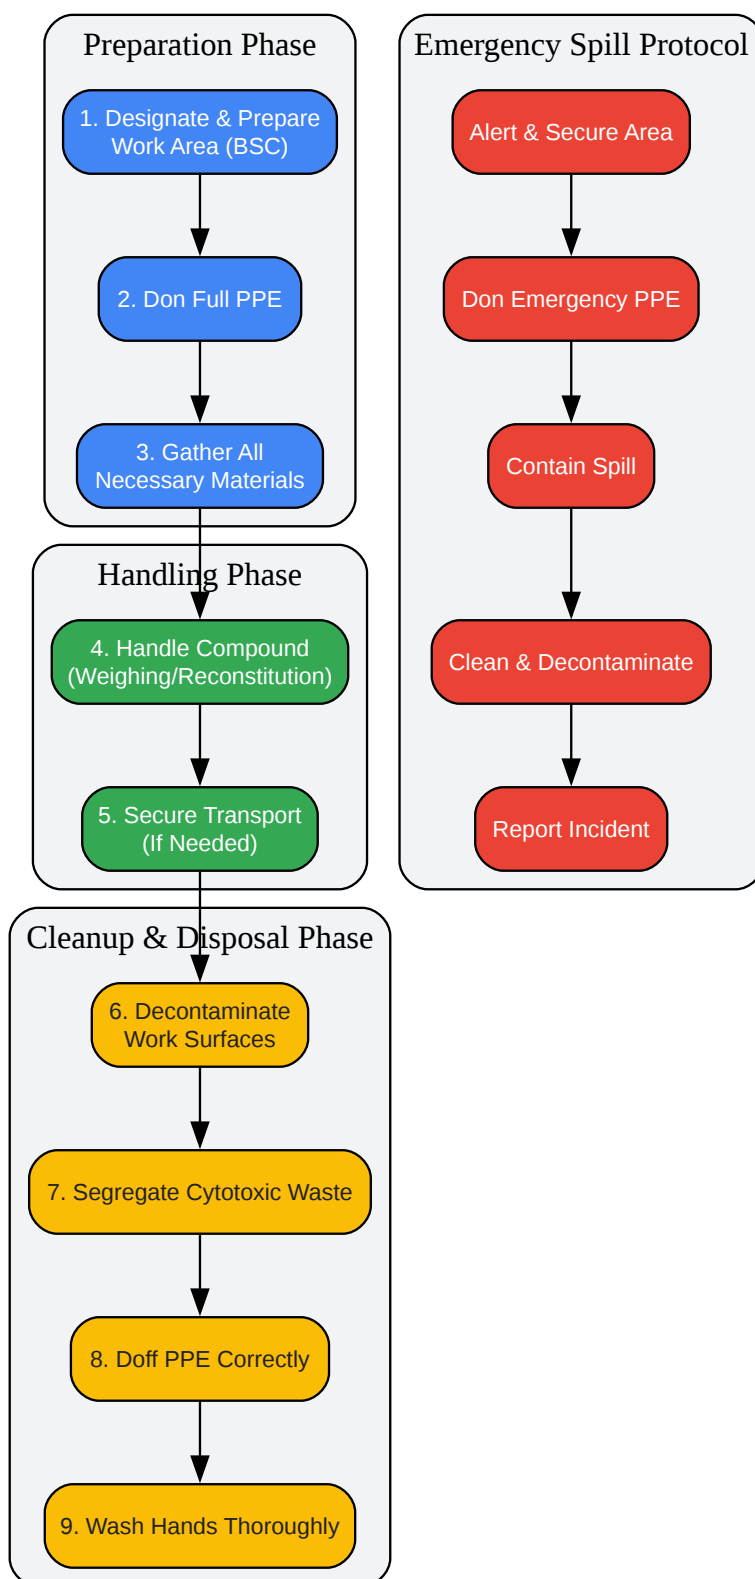 Preparation Phase
1. Designate & Prepare
Work Area (BSC)
2. Don Full PPE
3. Gather All
Necessary Materials
Handling Phase
4. Handle Compound
(Weighing/Reconstitution)
5. Secure Transport
(If Needed)
Cleanup & Disposal Phase
6. Decontaminate
Work Surfaces
7. Segregate Cytotoxic Waste
8. Doff PPE Correctly
9. Wash Hands Thoroughly
Emergency Spill Protocol
Alert & Secure Area
Don Emergency PPE
Contain Spill
Clean & Decontaminate
Report Incident